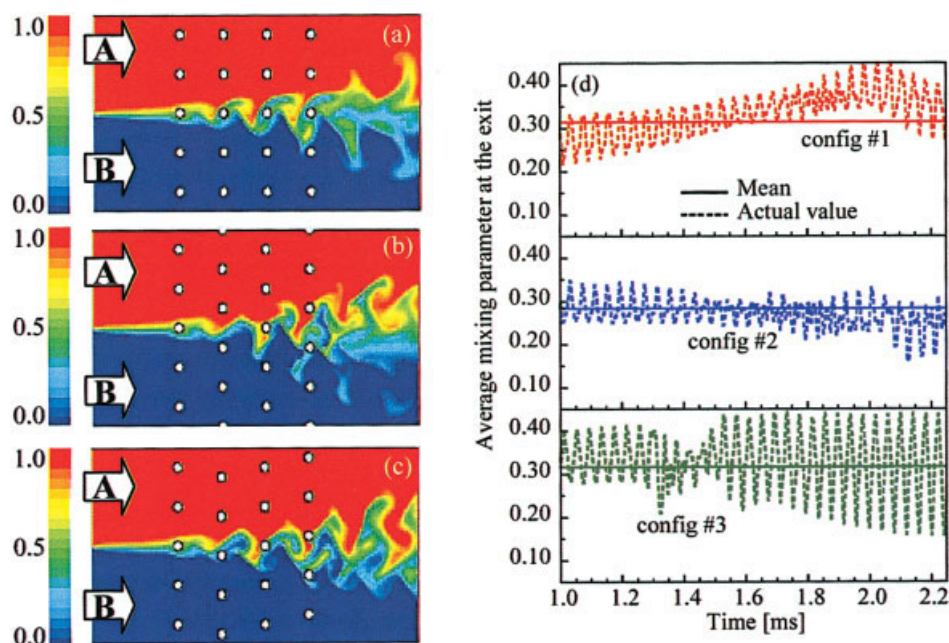 1.0
0.5
0.0
A
B
(a)
1.0
0.5
0.0
A
B
(b)
1.0
0.5
0.0
A
B
(c)
Average mixing parameter at the exit
(d)
0.40
0.30
0.20
0.10
config #1
Mean
Actual value
0.40
0.30
0.20
0.10
config #2
0.40
0.30
0.20
0.10
config #3
1.0 1.2 1.4 1.6 1.8 2.0 2.2
Time [ms]